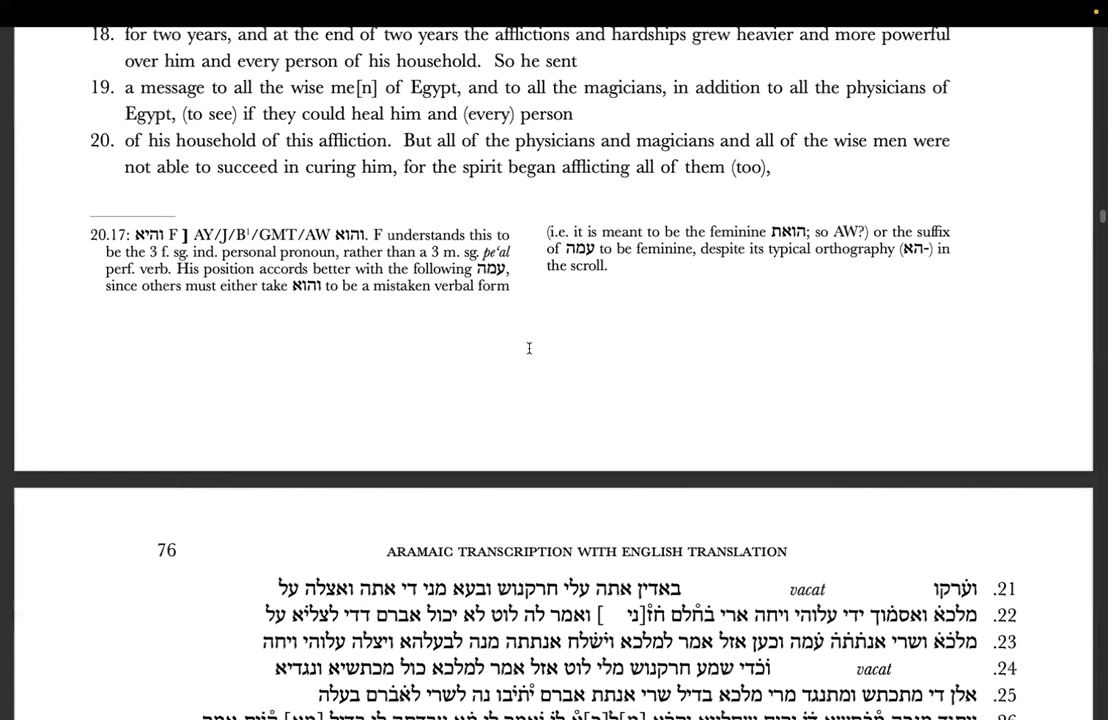 18. for two years, and at the end of two years the afflictions and hardships grew heavier and more powerful
over him and every person of his household. So he sent
19. a message to all the wise me[n] of Egypt, and to all the magicians, in addition to all the physicians of
Egypt, (to see) if they could heal him and (every) person
20. of his household of this affliction. But all of the physicians and magicians and all of the wise men were
not able to succeed in curing him, for the spirit began afflicting all of them (too),
20.17: והיא F ] AY/J/B¹/GMT/AW והוא. F understands this to
be the 3 f. sg. ind. personal pronoun, rather than a 3 m. sg. peʿal
perf. verb. His position accords better with the following עמה,
since others must either take והוא to be a mistaken verbal form
(i.e. it is meant to be the feminine הואת; so AW?) or the suffix
of עמה to be feminine, despite its typical orthography (הא-) in
the scroll.
76
ARAMAIC TRANSCRIPTION WITH ENGLISH TRANSLATION
21. וערקו vacat באדין אתה עלי חרקנוש ובעא מני די אתה ואצלה על
22. מלכא ואסמוך ידי עלוהי ויחה ארי בחלם חז[ני ] ואמר לה לוט לא יכול אברם דדי לצליא על
23. מלכא ושרי אנתתה עמה וכען אזל אמר למלכא וישלח אנתתה מנה לבעלהא ויצלה עלוהי ויחה
24. vacat וכדי שמע חרקנוש מלי לוט אזל אמר למלכא כול מכתשיא ונגדיא
25. אלן די מתכתש ומתנגד מרי מלכא בדיל שרי אנתת אברם יתיבו נה לשרי לאברם בעלה